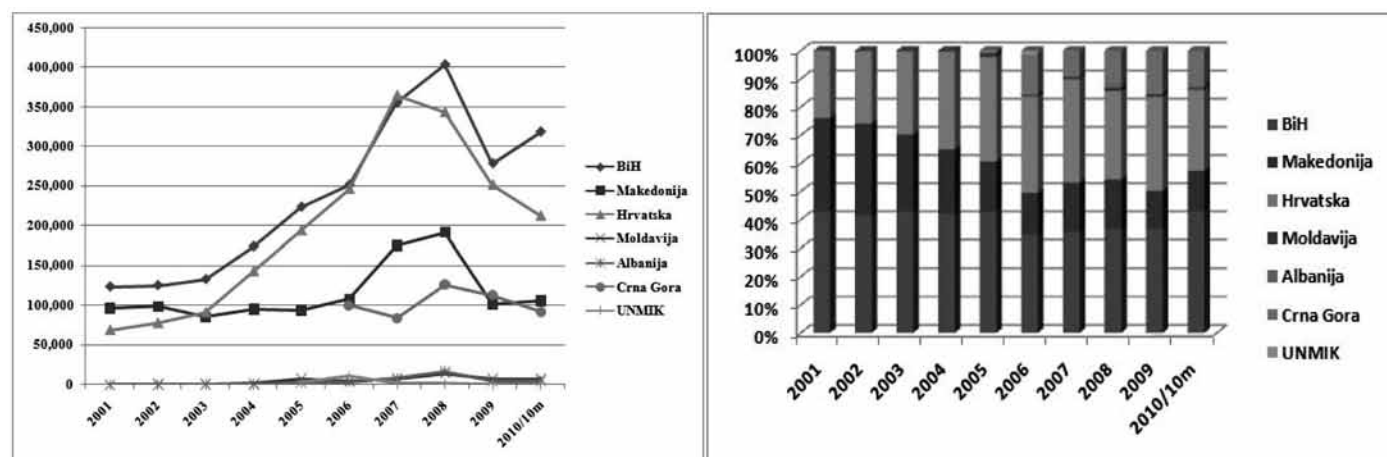 450,000
400,000
350,000
300,000
250,000
200,000
150,000
100,000
50,000
0
2001
2002
2003
2004
2005
2006
2007
2008
2009
2010/10m
BiH
Makedonija
Hrvatska
Moldavija
Albanija
Crna Gora
UNMIK
100%
90%
80%
70%
60%
50%
40%
30%
20%
10%
0%
2001
2002
2003
2004
2005
2006
2007
2008
2009
2010/10m
BiH
Makedonija
Hrvatska
Moldavija
Albanija
Crna Gora
UNMIK